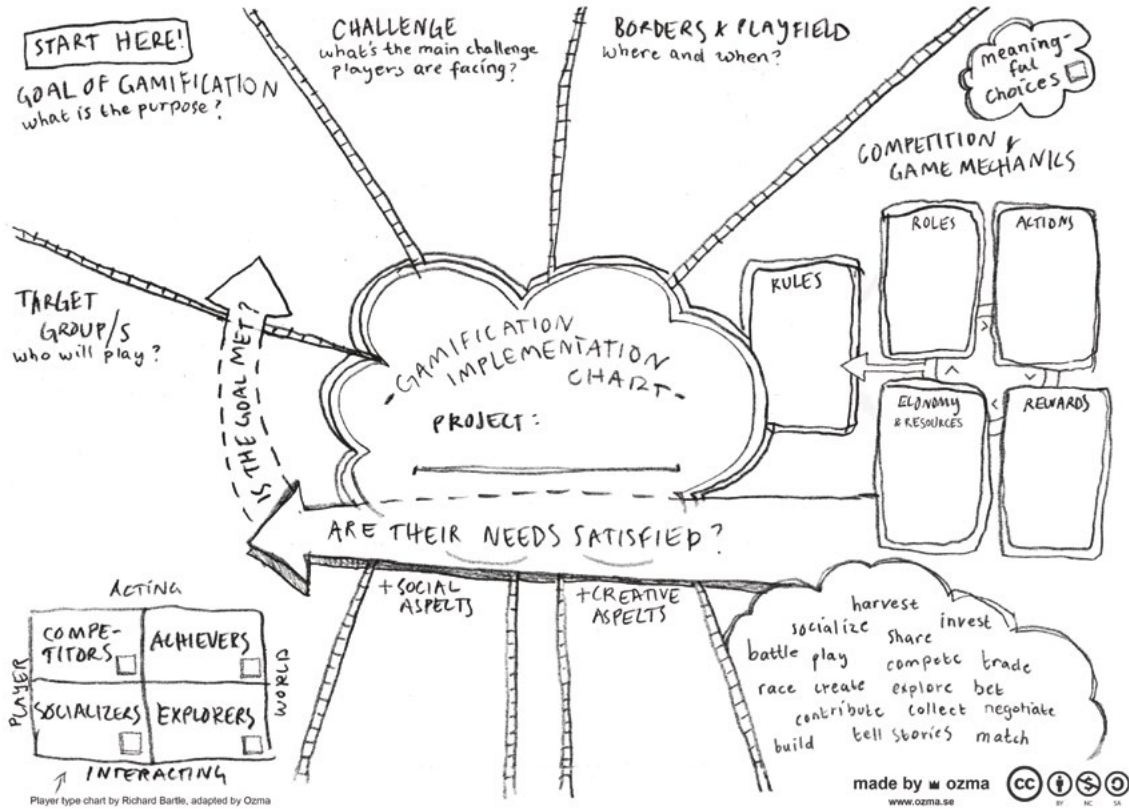 START HERE!
GOAL OF GAMIFICATION
what is the purpose?
CHALLENGE
what's the main challenge
players are facing?
BORDERS & PLAYFIELD
where and when?
meaning-
ful
choices
COMPETITION &
GAME MECHANICS
ROLES
ACTIONS
RULES
ECONOMY
& RESOURCES
REWARDS
TARGET
GROUP/S
who will play?
IS THE GOAL MET?
GAMIFICATION
IMPLEMENTATION
CHART
PROJECT:
ARE THEIR NEEDS SATISFIED?
+SOCIAL
ASPECTS
+CREATIVE
ASPECTS
harvest
socialize
invest
share
battle play compete trade
race create explore bet
contribute collect negotiate
build tell stories match
ACTING
COMPE-
TITORS
ACHIEVERS
PLAYER
WORLD
SOCIALIZERS
EXPLORERS
INTERACTING
Player type chart by Richard Bartle, adapted by Ozma
made by ozma
www.ozma.se
CC
BY NC SA